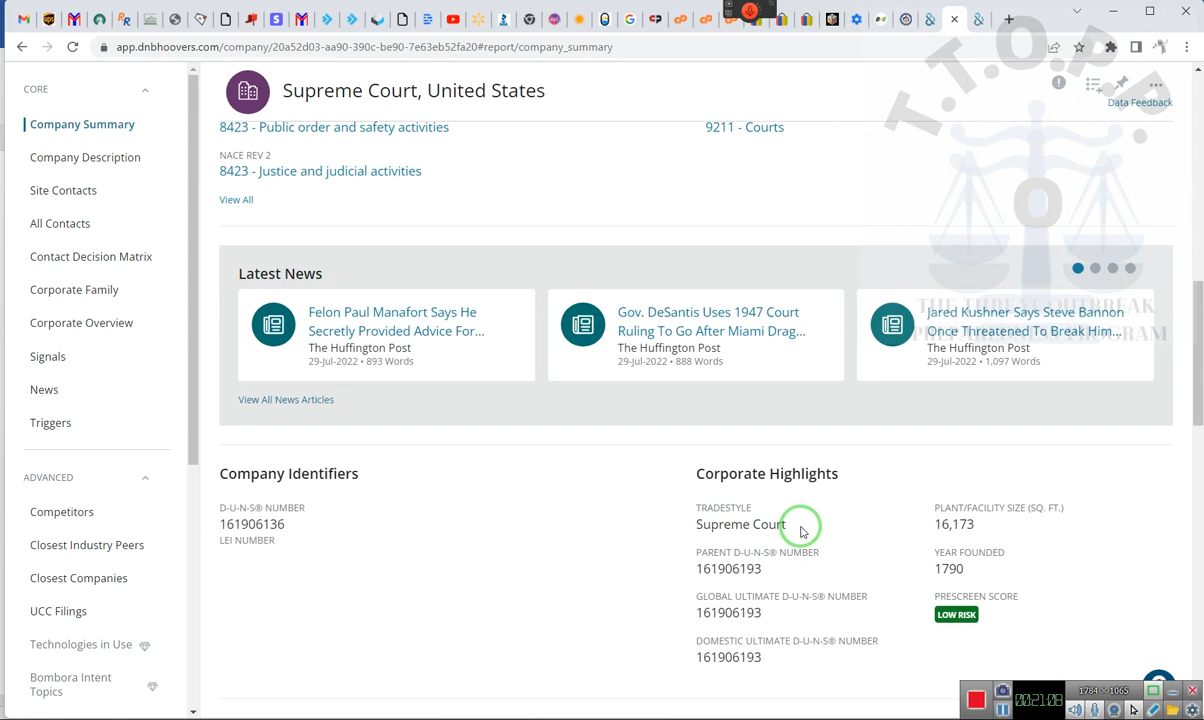 app.dnbhoovers.com/company/20a52d03-aa90-390c-be90-7e63eb52fa20#report/company_summary
T.T.O.P.P.
CORE
Company Summary
Company Description
Site Contacts
All Contacts
Contact Decision Matrix
Corporate Family
Corporate Overview
Signals
News
Triggers
ADVANCED
Competitors
Closest Industry Peers
Closest Companies
UCC Filings
Technologies in Use
Bombora Intent
Topics
Supreme Court, United States
Data Feedback
8423 - Public order and safety activities
9211 - Courts
NACE REV 2
8423 - Justice and judicial activities
View All
THE THREAT OUTBREAK
PREPAREDNESS PROGRAM
Latest News
Felon Paul Manafort Says He
Secretly Provided Advice For...
The Huffington Post
29-Jul-2022 • 893 Words
Gov. DeSantis Uses 1947 Court
Ruling To Go After Miami Drag...
The Huffington Post
29-Jul-2022 • 888 Words
Jared Kushner Says Steve Bannon
Once Threatened To Break Him...
The Huffington Post
29-Jul-2022 • 1,097 Words
View All News Articles
Company Identifiers
D-U-N-S® NUMBER
161906136
LEI NUMBER
Corporate Highlights
TRADESTYLE
Supreme Court
PARENT D-U-N-S® NUMBER
161906193
GLOBAL ULTIMATE D-U-N-S® NUMBER
161906193
DOMESTIC ULTIMATE D-U-N-S® NUMBER
161906193
PLANT/FACILITY SIZE (SQ. FT.)
16,173
YEAR FOUNDED
1790
PRESCREEN SCORE
LOW RISK
00:21:08
1784 × 1065